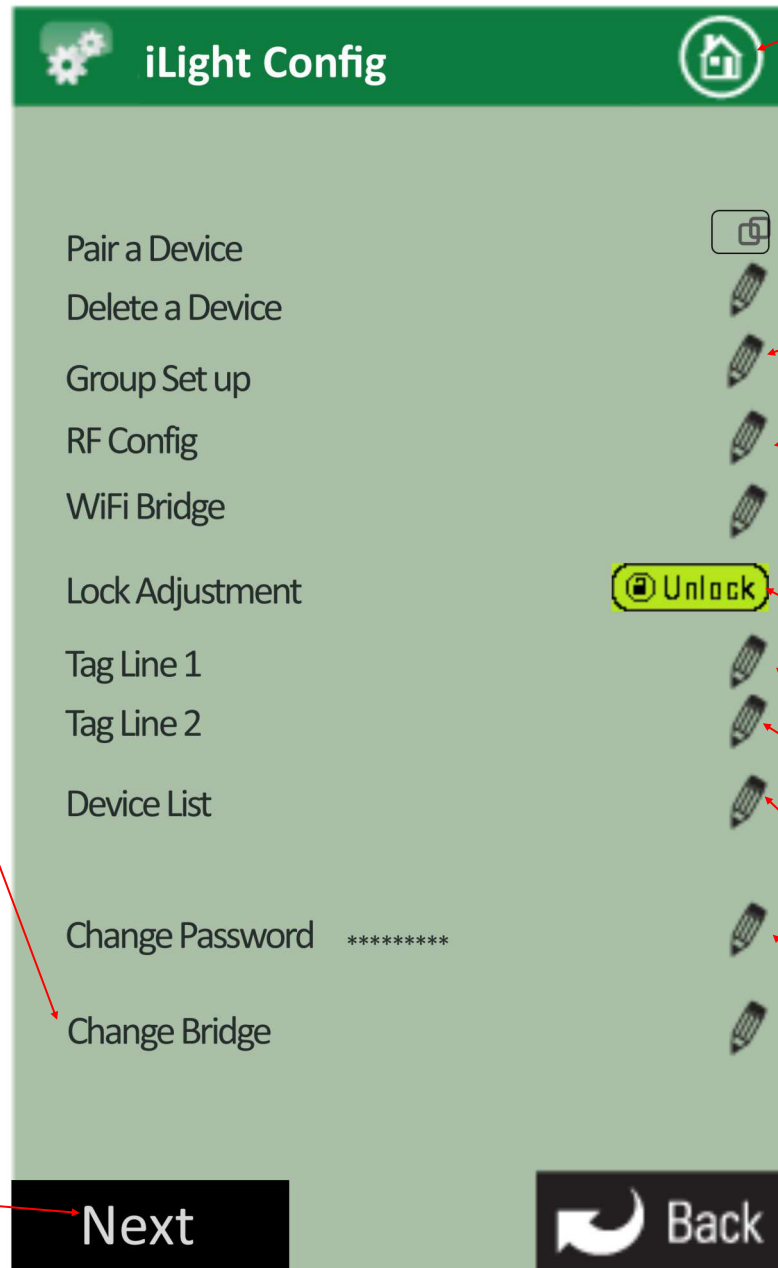 iLight Config
Pair a Device
Delete a Device
Group Set up
RF Config
WiFi Bridge
Lock Adjustment Unlock
Tag Line 1
Tag Line 2
Device List
Change Password *********
Change Bridge
Next Back